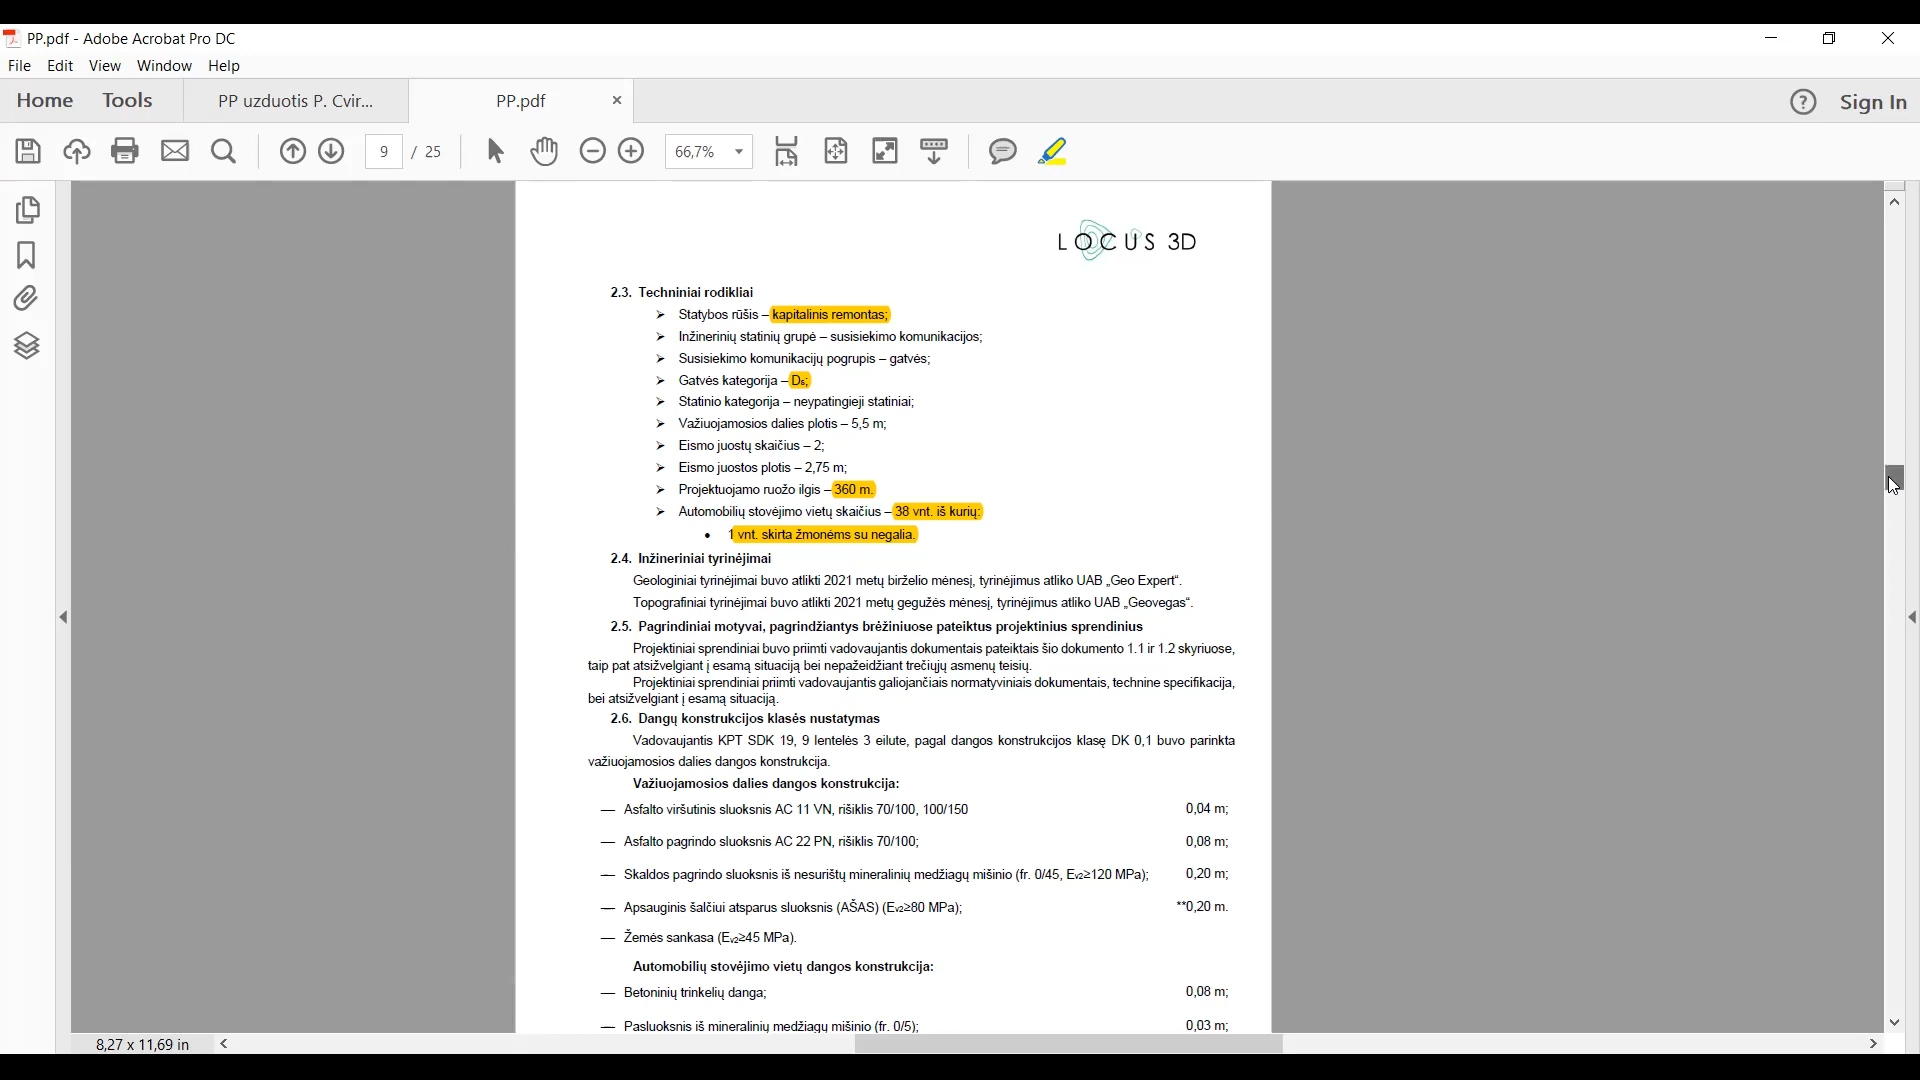 PP.pdf - Adobe Acrobat Pro DC
File Edit View Window Help
Home Tools PP uzduotis P. Cvir... PP.pdf × ? Sign In
9 / 25 66,7%
LOCUS 3D
2.3. Techniniai rodikliai
➤ Statybos rūšis – kapitalinis remontas;
➤ Inžinerinių statinių grupė – susisiekimo komunikacijos;
➤ Susisiekimo komunikacijų pogrupis – gatvės;
➤ Gatvės kategorija – D₆;
➤ Statinio kategorija – neypatingieji statiniai;
➤ Važiuojamosios dalies plotis – 5,5 m;
➤ Eismo juostų skaičius – 2;
➤ Eismo juostos plotis – 2,75 m;
➤ Projektuojamo ruožo ilgis – 360 m.
➤ Automobilių stovėjimo vietų skaičius – 38 vnt. iš kurių:
• 1 vnt. skirta žmonėms su negalia.
2.4. Inžineriniai tyrinėjimai
Geologiniai tyrinėjimai buvo atlikti 2021 metų birželio mėnesį, tyrinėjimus atliko UAB „Geo Expert“.
Topografiniai tyrinėjimai buvo atlikti 2021 metų gegužės mėnesį, tyrinėjimus atliko UAB „Geovegas“.
2.5. Pagrindiniai motyvai, pagrindžiantys brėžiniuose pateiktus projektinius sprendinius
Projektiniai sprendiniai buvo priimti vadovaujantis dokumentais pateiktais šio dokumento 1.1 ir 1.2 skyriuose,
taip pat atsižvelgiant į esamą situaciją bei nepažeidžiant trečiųjų asmenų teisių.
Projektiniai sprendiniai priimti vadovaujantis galiojančiais normatyviniais dokumentais, technine specifikacija,
bei atsižvelgiant į esamą situaciją.
2.6. Dangų konstrukcijos klasės nustatymas
Vadovaujantis KPT SDK 19, 9 lentelės 3 eilute, pagal dangos konstrukcijos klasę DK 0,1 buvo parinkta
važiuojamosios dalies dangos konstrukcija.
Važiuojamosios dalies dangos konstrukcija:
— Asfalto viršutinis sluoksnis AC 11 VN, rišiklis 70/100, 100/150 0,04 m;
— Asfalto pagrindo sluoksnis AC 22 PN, rišiklis 70/100; 0,08 m;
— Skaldos pagrindo sluoksnis iš nesurištų mineralinių medžiagų mišinio (fr. 0/45, Ev2≥120 MPa); 0,20 m;
— Apsauginis šalčiui atsparus sluoksnis (AŠAS) (Ev2≥80 MPa); **0,20 m.
— Žemės sankasa (Ev2≥45 MPa).
Automobilių stovėjimo vietų dangos konstrukcija:
— Betoninių trinkelių danga; 0,08 m;
— Pasluoksnis iš mineralinių medžiagų mišinio (fr. 0/5); 0,03 m;
8,27 x 11,69 in